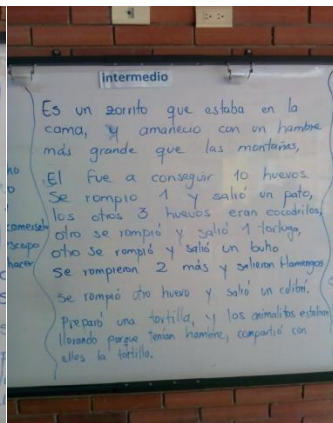 intermedio
Es un zorrito que estaba en la
cama, y amanecio con un hambre
más grande que las montañas,
El fue a conseguir 10 huevos
Se rompio 1 y salió un pato,
los otros 3 huevos eran cocodrilos,
otro se rompió y salió 1 tortuga,
otro se rompió y salió un buho
se rompieron 2 más y salieron flamengos
se rompió otro huevo y salió un colibrí.
Preparó una tortilla, y los animalitos estaban
llorando porque tenían hambre, compartió con
ellos la tortilla.